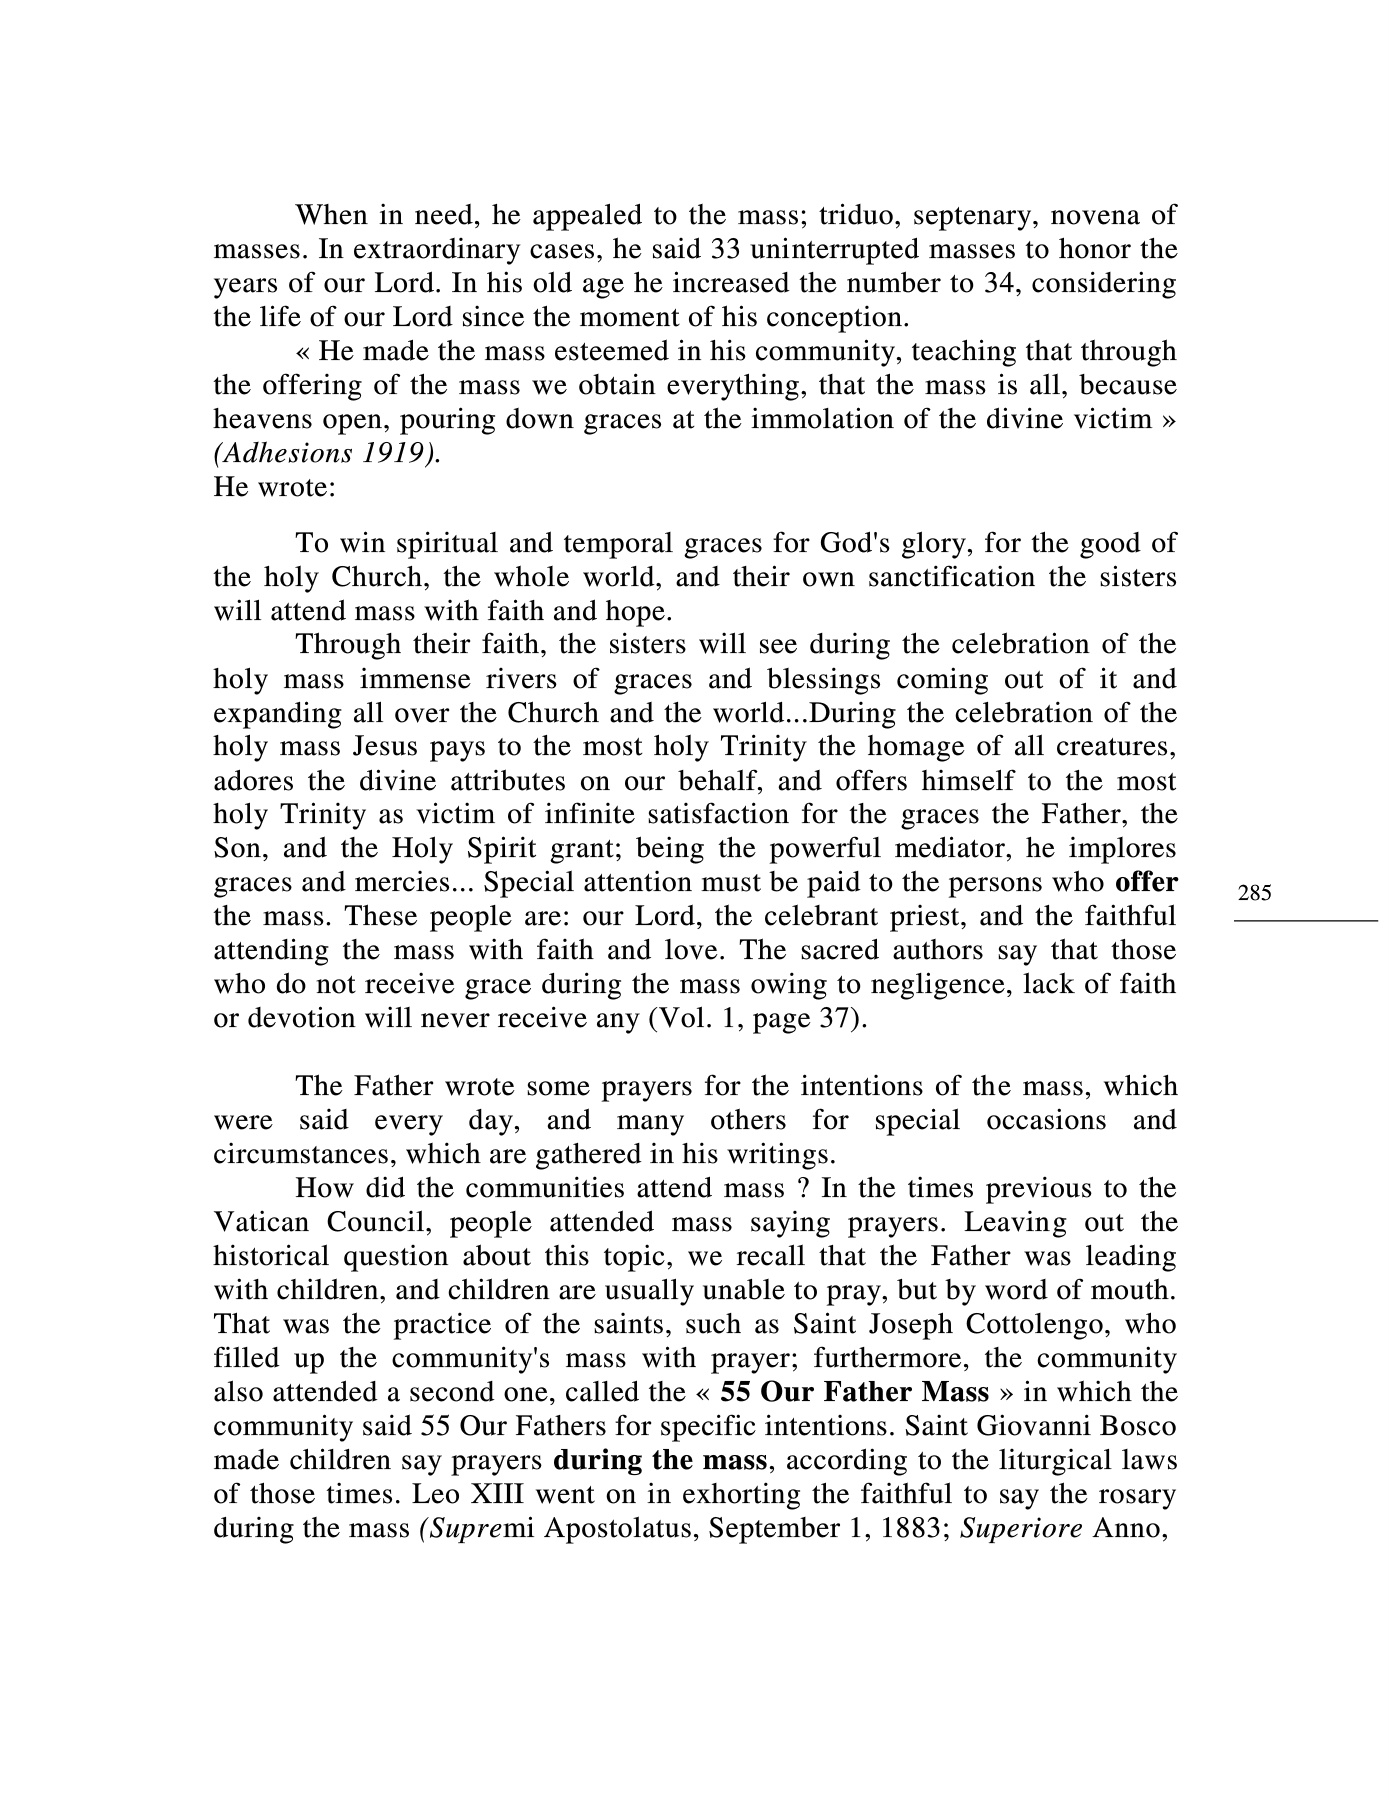 When in need, he appealed to the mass; triduo, septenary, novena of
masses. In extraordinary cases, he said 33 uninterrupted masses to honor the
years of our Lord. In his old age he increased the number to 34, considering
the life of our Lord since the moment of his conception.
« He made the mass esteemed in his community, teaching that through
the offering of the mass we obtain everything, that the mass is all, because
heavens open, pouring down graces at the immolation of the divine victim »
(Adhesions 1919).
He wrote:
To win spiritual and temporal graces for God's glory, for the good of
the holy Church, the whole world, and their own sanctification the sisters
will attend mass with faith and hope.
Through their faith, the sisters will see during the celebration of the
holy mass immense rivers of graces and blessings coming out of it and
expanding all over the Church and the world...During the celebration of the
holy mass Jesus pays to the most holy Trinity the homage of all creatures,
adores the divine attributes on our behalf, and offers himself to the most
holy Trinity as victim of infinite satisfaction for the graces the Father, the
Son, and the Holy Spirit grant; being the powerful mediator, he implores
graces and mercies... Special attention must be paid to the persons who offer
the mass. These people are: our Lord, the celebrant priest, and the faithful
attending the mass with faith and love. The sacred authors say that those
who do not receive grace during the mass owing to negligence, lack of faith
or devotion will never receive any (Vol. 1, page 37).
285
The Father wrote some prayers for the intentions of the mass, which
were said every day, and many others for special occasions and
circumstances, which are gathered in his writings.
How did the communities attend mass ? In the times previous to the
Vatican Council, people attended mass saying prayers. Leaving out the
historical question about this topic, we recall that the Father was leading
with children, and children are usually unable to pray, but by word of mouth.
That was the practice of the saints, such as Saint Joseph Cottolengo, who
filled up the community's mass with prayer; furthermore, the community
also attended a second one, called the « 55 Our Father Mass » in which the
community said 55 Our Fathers for specific intentions. Saint Giovanni Bosco
made children say prayers during the mass, according to the liturgical laws
of those times. Leo XIII went on in exhorting the faithful to say the rosary
during the mass (Supremi Apostolatus, September 1, 1883; Superiore Anno,